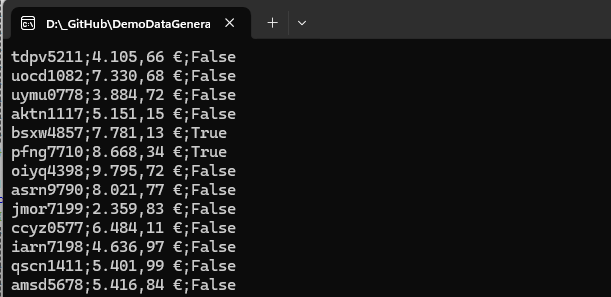 D:\_GitHub\DemoDataGenera
tdpv5211;4.105,66 €;False
uocd1082;7.330,68 €;False
uymu0778;3.884,72 €;False
aktn1117;5.151,15 €;False
bsxw4857;7.781,13 €;True
pfng7710;8.668,34 €;True
oiyq4398;9.795,72 €;False
asrn9790;8.021,77 €;False
jmor7199;2.359,83 €;False
ccyz0577;6.484,11 €;False
iarn7198;4.636,97 €;False
qscn1411;5.401,99 €;False
amsd5678;5.416,84 €;False